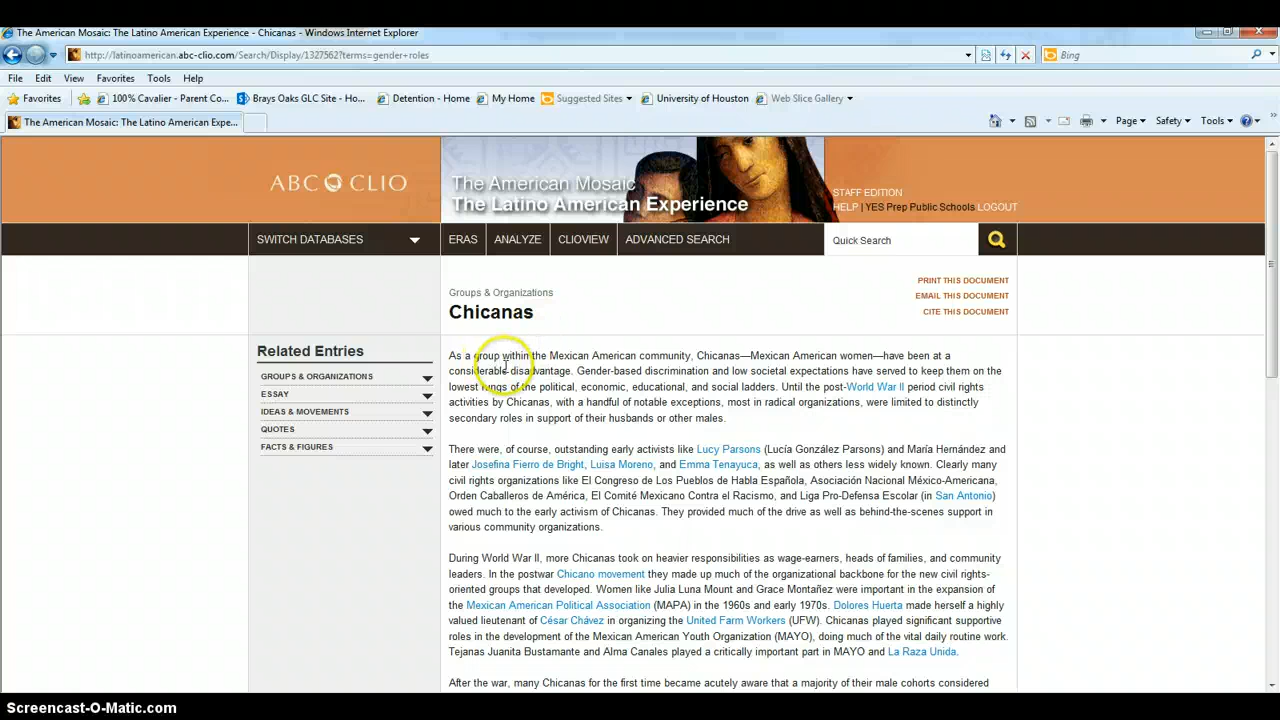 The American Mosaic: The Latino American Experience - Chicanas - Windows Internet Explorer
http://latinoamerican.abc-clio.com/Search/Display/1327562?terms=gender+roles
Bing
File Edit View Favorites Tools Help
Favorites 100% Cavalier - Parent Co... Brays Oaks GLC Site - Ho... Detention - Home My Home Suggested Sites University of Houston Web Slice Gallery
The American Mosaic: The Latino American Expe...
Page Safety Tools
ABC CLIO
The American Mosaic
The Latino American Experience
STAFF EDITION
HELP | YES Prep Public Schools LOGOUT
SWITCH DATABASES ERAS ANALYZE CLIOVIEW ADVANCED SEARCH Quick Search
PRINT THIS DOCUMENT
EMAIL THIS DOCUMENT
CITE THIS DOCUMENT
Groups & Organizations
Chicanas
Related Entries
GROUPS & ORGANIZATIONS
ESSAY
IDEAS & MOVEMENTS
QUOTES
FACTS & FIGURES
As a group within the Mexican American community, Chicanas—Mexican American women—have been at a
considerable disadvantage. Gender-based discrimination and low societal expectations have served to keep them on the
lowest rungs of the political, economic, educational, and social ladders. Until the post-World War II period civil rights
activities by Chicanas, with a handful of notable exceptions, most in radical organizations, were limited to distinctly
secondary roles in support of their husbands or other males.
There were, of course, outstanding early activists like Lucy Parsons (Lucía González Parsons) and María Hernández and
later Josefina Fierro de Bright, Luisa Moreno, and Emma Tenayuca, as well as others less widely known. Clearly many
civil rights organizations like El Congreso de Los Pueblos de Habla Española, Asociación Nacional México-Americana,
Orden Caballeros de América, El Comité Mexicano Contra el Racismo, and Liga Pro-Defensa Escolar (in San Antonio)
owed much to the early activism of Chicanas. They provided much of the drive as well as behind-the-scenes support in
various community organizations.
During World War II, more Chicanas took on heavier responsibilities as wage-earners, heads of families, and community
leaders. In the postwar Chicano movement they made up much of the organizational backbone for the new civil rights-
oriented groups that developed. Women like Julia Luna Mount and Grace Montañez were important in the expansion of
the Mexican American Political Association (MAPA) in the 1960s and early 1970s. Dolores Huerta made herself a highly
valued lieutenant of César Chávez in organizing the United Farm Workers (UFW). Chicanas played significant supportive
roles in the development of the Mexican American Youth Organization (MAYO), doing much of the vital daily routine work.
Tejanas Juanita Bustamante and Alma Canales played a critically important part in MAYO and La Raza Unida.
After the war, many Chicanas for the first time became acutely aware that a majority of their male cohorts considered
Screencast-O-Matic.com